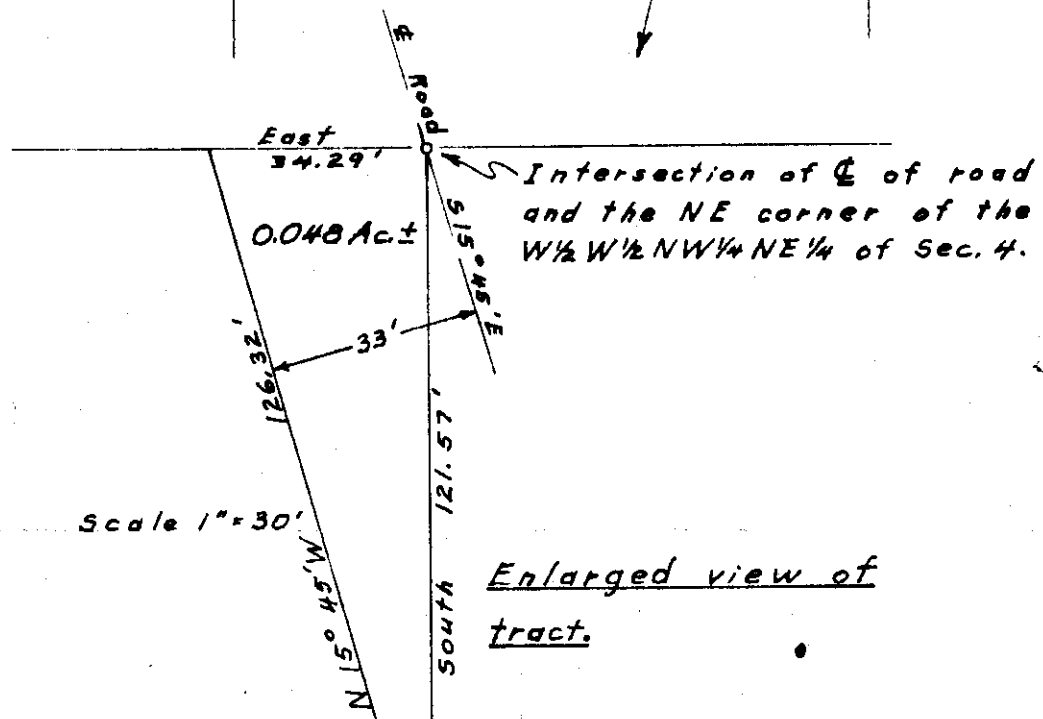 ℄ Road
East
34.29'
Intersection of ℄ of road
and the NE corner of the
W½ W½ NW¼ NE¼ of Sec. 4.
0.048 Ac.±
S 15° 45' E.
33'
126.32'
121.57'
South
Scale 1"=30'
N 15° 45' W
Enlarged view of
tract.